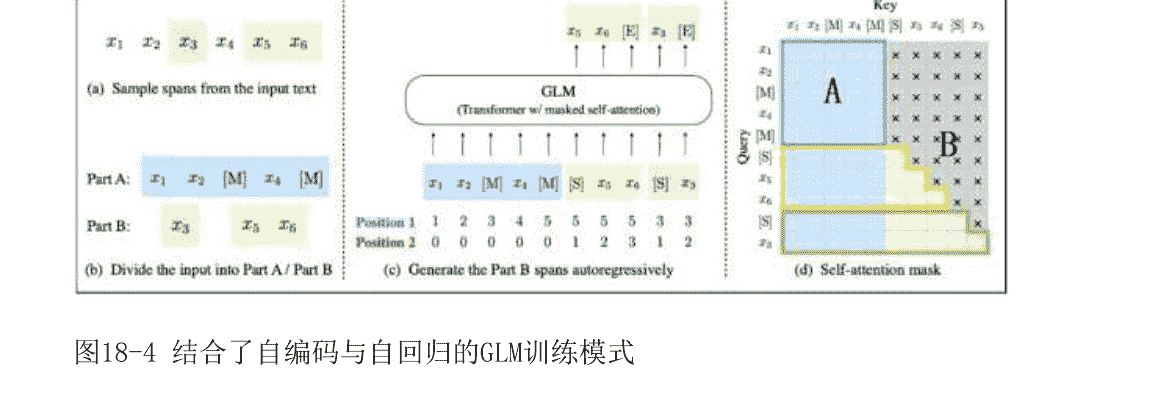 x₁ x₂ x₃ x₄ x₅ x₆
(a) Sample spans from the input text
Part A: x₁ x₂ [M] x₄ [M]
Part B: x₃ x₅ x₆
(b) Divide the input into Part A / Part B
x₅ x₆ [E] x₃ [E]
GLM
(Transformer w/ masked self-attention)
x₁ x₂ [M] x₄ [M] [S] x₅ x₆ [S] x₃
Position 1 1 2 3 4 5 5 5 5 3 3
Position 2 0 0 0 0 0 1 2 3 1 2
(c) Generate the Part B spans autoregressively
Key
x₁ x₂ [M] x₄ [M] [S] x₅ x₆ [S] x₃
Query
x₁
x₂
[M]
x₄
[M]
[S]
x₅
x₆
[S]
x₃
A
B
(d) Self-attention mask
图18-4 结合了自编码与自回归的GLM训练模式